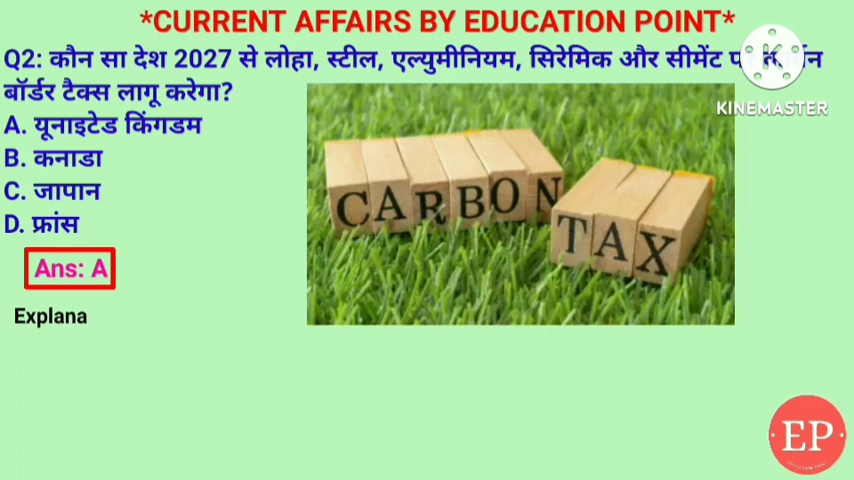 *CURRENT AFFAIRS BY EDUCATION POINT*
Q2: कौन सा देश 2027 से लोहा, स्टील, एल्युमीनियम, सिरेमिक और सीमेंट
बॉर्डर टैक्स लागू करेगा?
KINEMASTER
A. यूनाइटेड किंगडम
B. कनाडा
C. जापान
D. फ्रांस
CARBON
TAX
Ans: A
Explana
EP